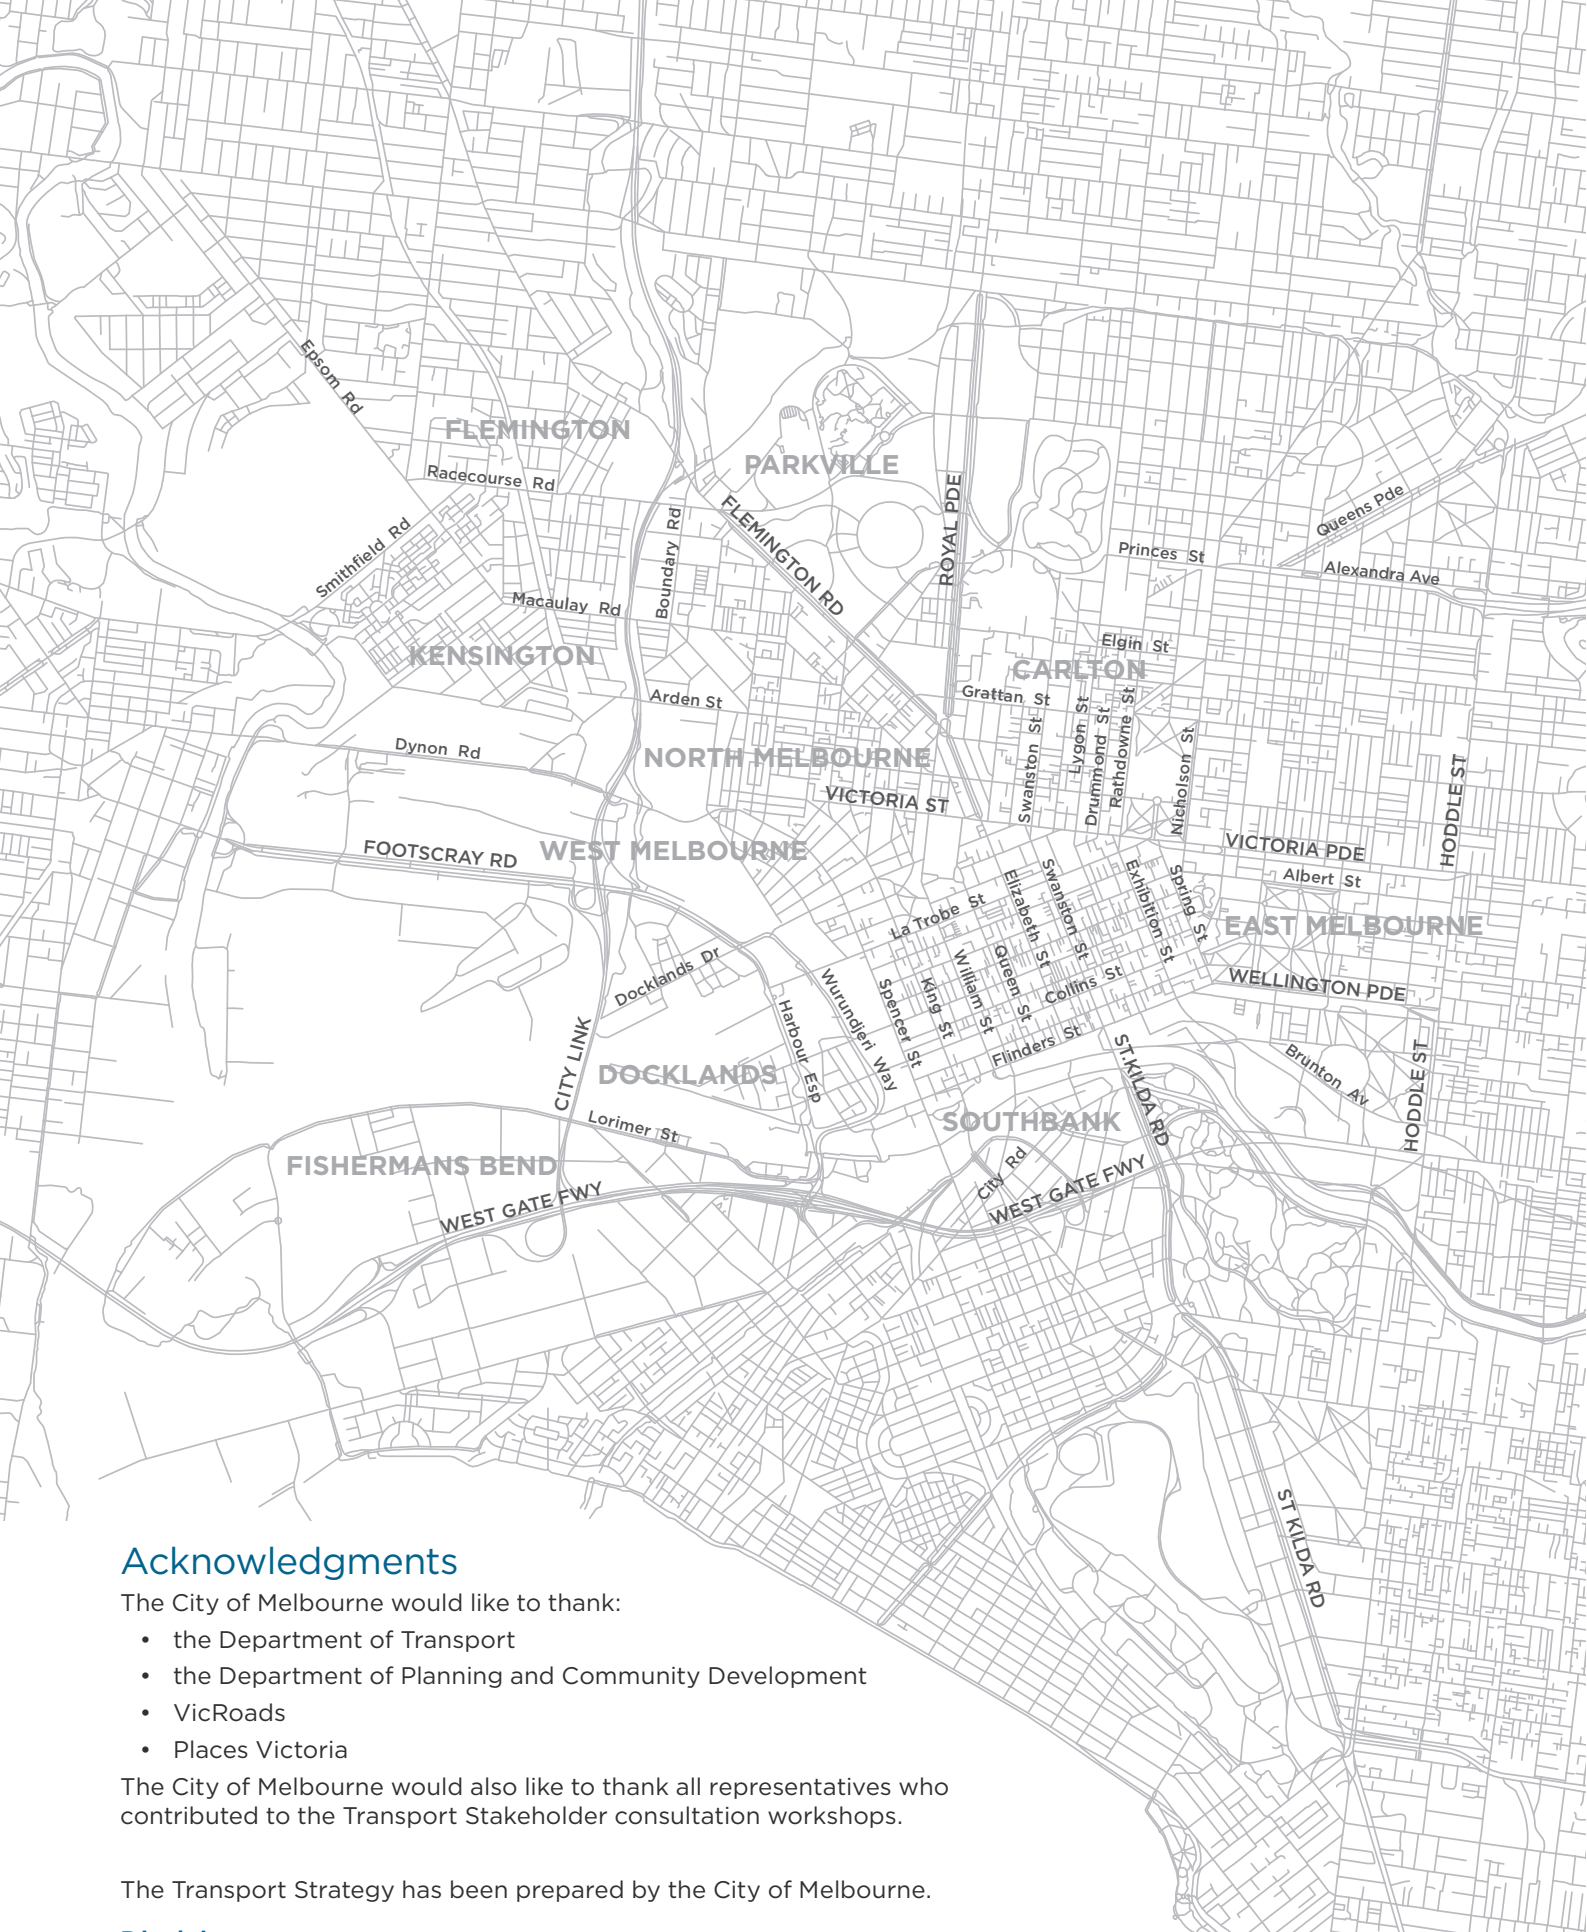 Epsom Rd
FLEMINGTON
PARKVILLE
Racecourse Rd
FLEMINGTON RD
ROYAL PDE
Queens Pde
Smithfield Rd
Boundary Rd
Princes St
Alexandra Ave
Macaulay Rd
KENSINGTON
Elgin St
CARLTON
Arden St
Grattan St
Swanston St
Lygon St
Drummond St
Rathdowne St
Nicholson St
Dynon Rd
NORTH MELBOURNE
VICTORIA ST
HODDLE ST
FOOTSCRAY RD
WEST MELBOURNE
VICTORIA PDE
Albert St
La Trobe St
Elizabeth St
Swanston St
Exhibition St
Spring St
EAST MELBOURNE
Docklands Dr
Wurundjeri Way
Spencer St
King St
William St
Queen St
Collins St
WELLINGTON PDE
Harbour Esp
Flinders St
CITY LINK
DOCKLANDS
ST.KILDA RD
Brunton Av
HODDLE ST
Lorimer St
SOUTHBANK
FISHERMANS BEND
City Rd
WEST GATE FWY
WEST GATE FWY
ST KILDA RD
Acknowledgments
The City of Melbourne would like to thank:
• the Department of Transport
• the Department of Planning and Community Development
• VicRoads
• Places Victoria
The City of Melbourne would also like to thank all representatives who
contributed to the Transport Stakeholder consultation workshops.
The Transport Strategy has been prepared by the City of Melbourne.